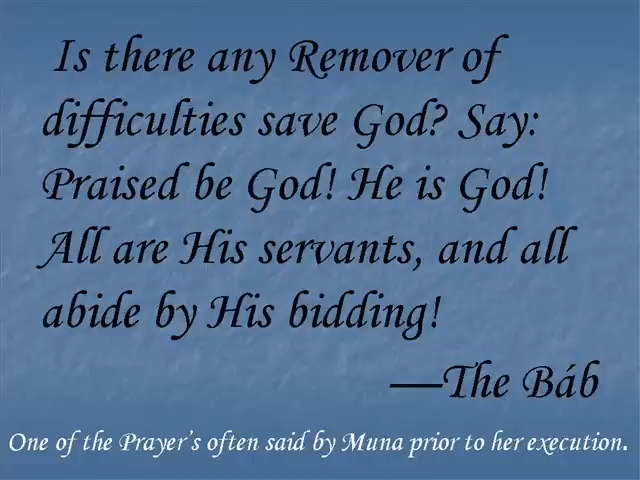 Is there any Remover of
difficulties save God? Say:
Praised be God! He is God!
All are His servants, and all
abide by His bidding!
—The Báb
One of the Prayer's often said by Muna prior to her execution.